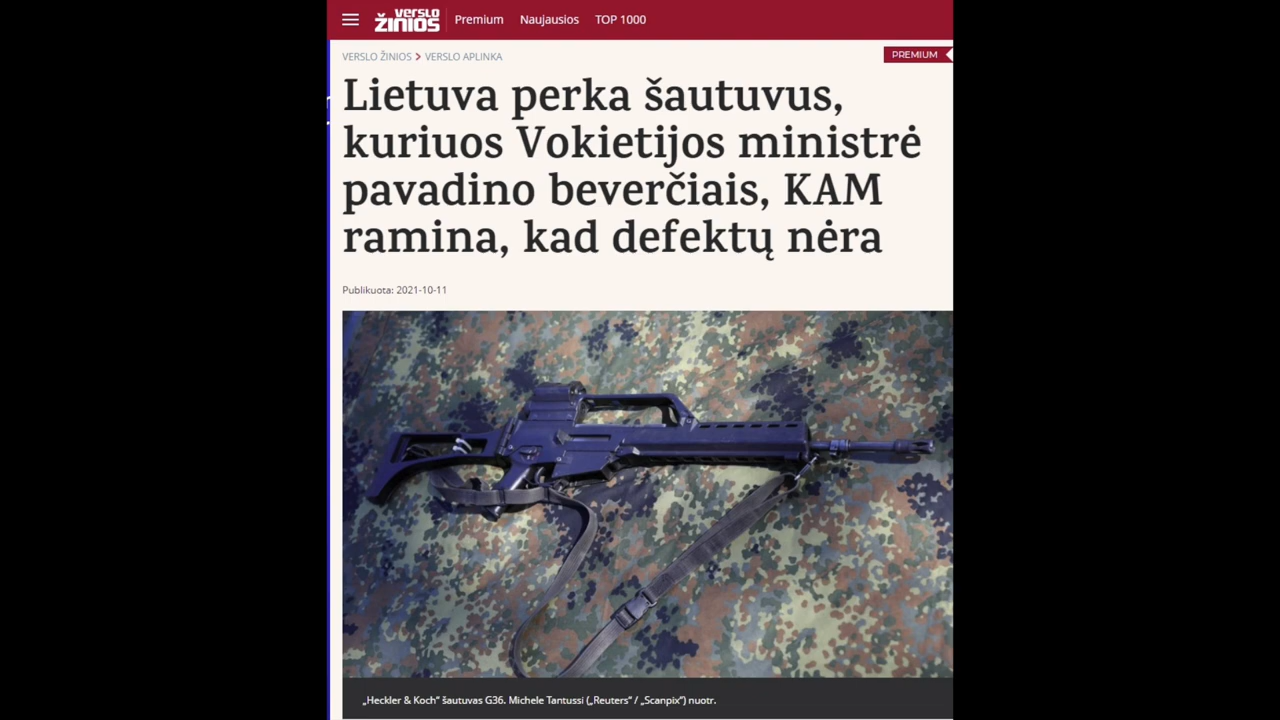 verslo
žinios
Premium Naujausios TOP 1000
VERSLO ŽINIOS > VERSLO APLINKA
PREMIUM
Lietuva perka šautuvus,
kuriuos Vokietijos ministrė
pavadino beverčiais, KAM
ramina, kad defektų nėra
Publikuota: 2021-10-11
„Heckler & Koch“ šautuvas G36. Michele Tantussi („Reuters“ / „Scanpix“) nuotr.